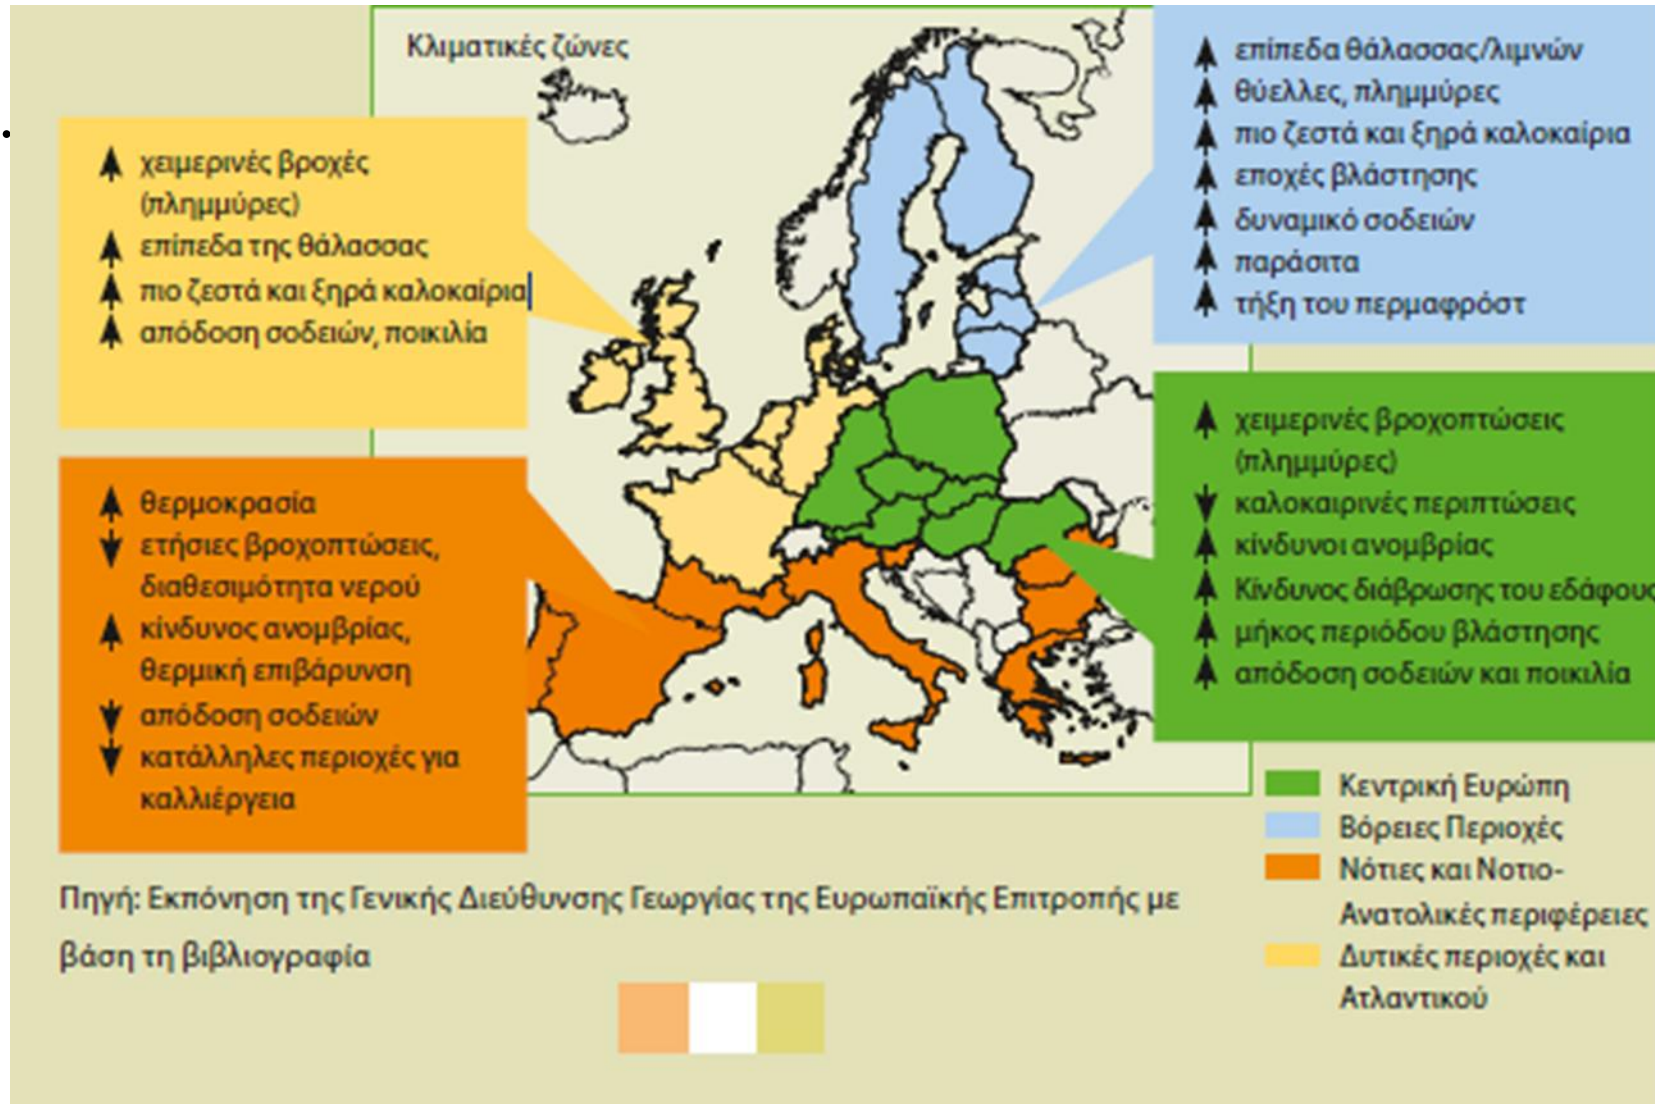 Κλιματικές ζώνες
χειμερινές βροχές
(πλημμύρες)
επίπεδα της θάλασσας
πιο ζεστά και ξηρά καλοκαίρια
απόδοση σοδειών, ποικιλία
θερμοκρασία
ετήσιες βροχοπτώσεις,
διαθεσιμότητα νερού
κίνδυνος ανομβρίας,
θερμική επιβάρυνση
απόδοση σοδειών
κατάλληλες περιοχές για
καλλιέργεια
επίπεδα θάλασσας/λιμνών
θύελλες, πλημμύρες
πιο ζεστά και ξηρά καλοκαίρια
εποχές βλάστησης
δυναμικό σοδειών
παράσιτα
τήξη του περμαφρόστ
χειμερινές βροχοπτώσεις
(πλημμύρες)
καλοκαιρινές περιπτώσεις
κίνδυνοι ανομβρίας
Κίνδυνος διάβρωσης του εδάφους
μήκος περιόδου βλάστησης
απόδοση σοδειών και ποικιλία
Κεντρική Ευρώπη
Βόρειες Περιοχές
Νότιες και Νοτιο-
Ανατολικές περιφέρειες
Δυτικές περιοχές και
Ατλαντικού
Πηγή: Εκπόνηση της Γενικής Διεύθυνσης Γεωργίας της Ευρωπαϊκής Επιτροπής με
βάση τη βιβλιογραφία